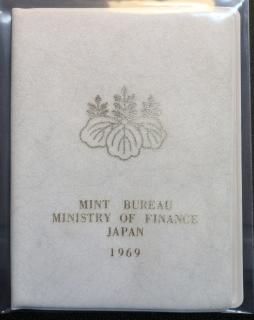 MINT BUREAU
MINISTRY OF FINANCE
JAPAN
1969